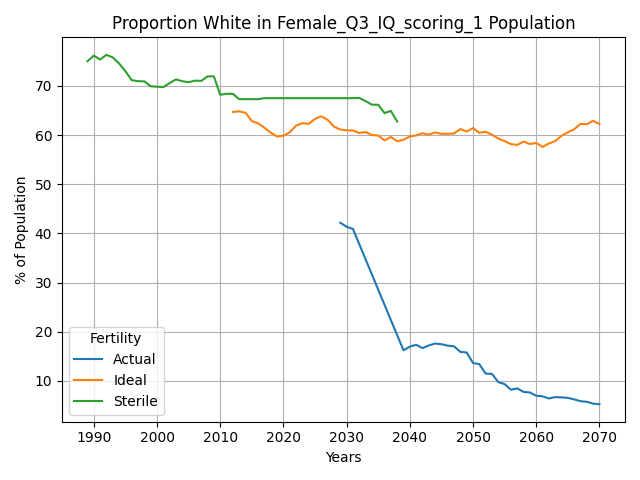 Proportion White in Female_Q3_IQ_scoring_1 Population
% of Population
70
60
50
40
30
20
10
Fertility
Actual
Ideal
Sterile
1990 2000 2010 2020 2030 2040 2050 2060 2070
Years